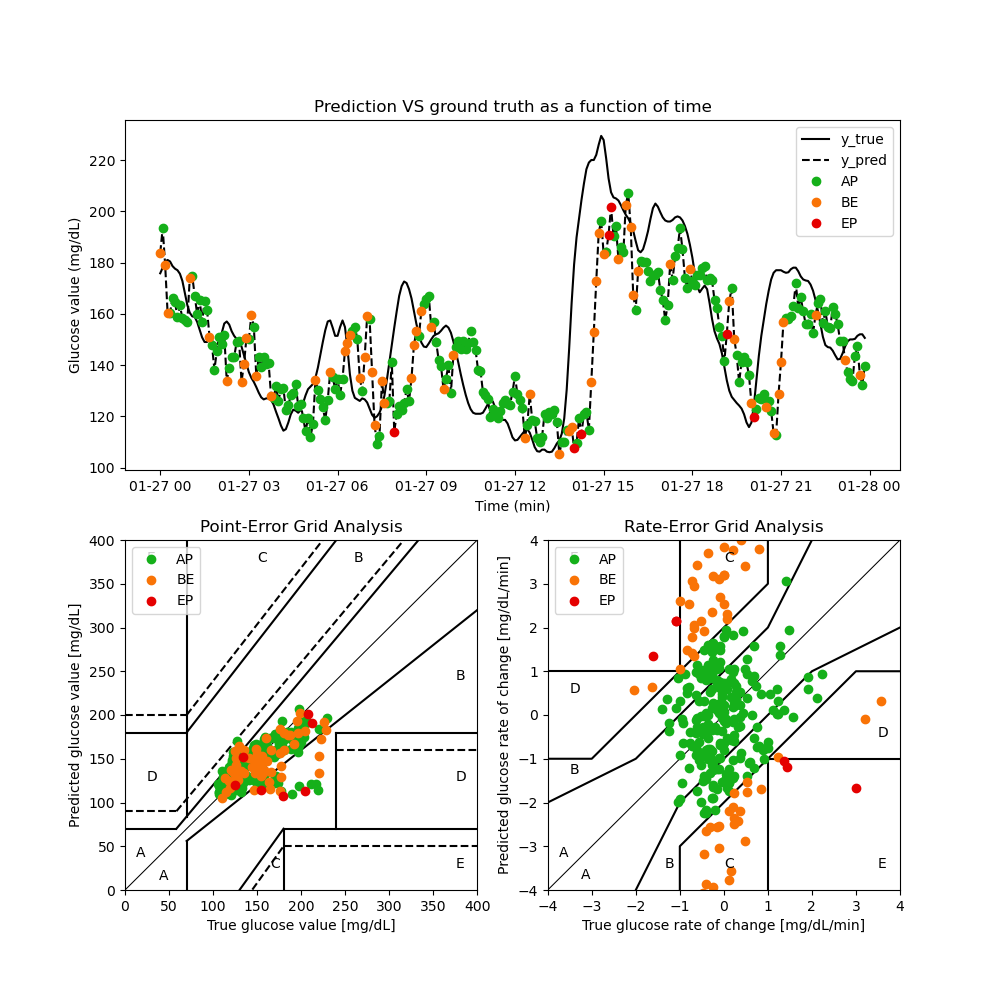 Prediction VS ground truth as a function of time
Glucose value (mg/dL)
220
200
180
160
140
120
100
y_true
y_pred
AP
BE
EP
01-27 00 01-27 03 01-27 06 01-27 09 01-27 12 01-27 15 01-27 18 01-27 21 01-28 00
Time (min)
Point-Error Grid Analysis
Predicted glucose value [mg/dL]
400
350
300
250
200
150
100
50
0
AP
BE
EP
C
B
B
D
D
A
A
C
E
0 50 100 150 200 250 300 350 400
True glucose value [mg/dL]
Rate-Error Grid Analysis
Predicted glucose rate of change [mg/dL/min]
4
3
2
1
0
−1
−2
−3
−4
AP
BE
EP
C
D
D
B
A
A
B
C
E
−4 −3 −2 −1 0 1 2 3 4
True glucose rate of change [mg/dL/min]